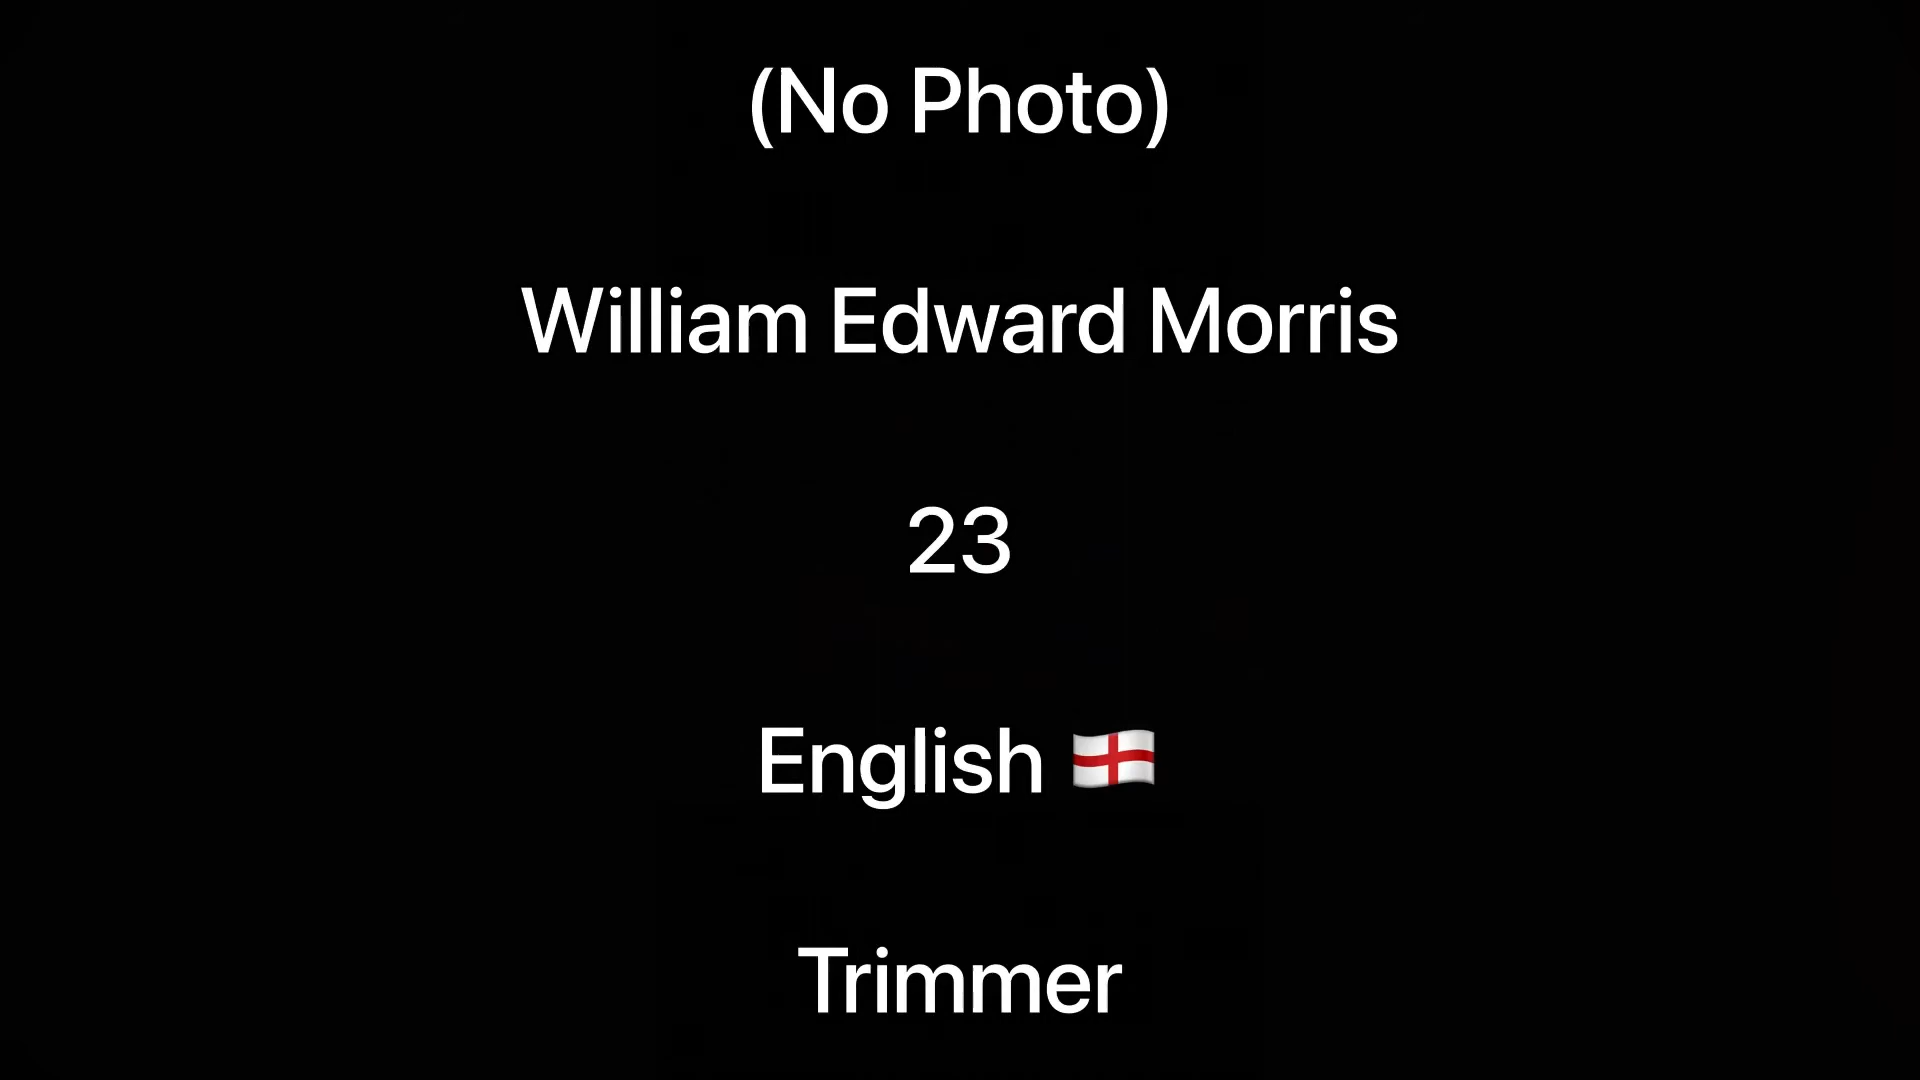 (No Photo)
William Edward Morris
23
English 🏴󠁧󠁢󠁥󠁮󠁧󠁿
Trimmer